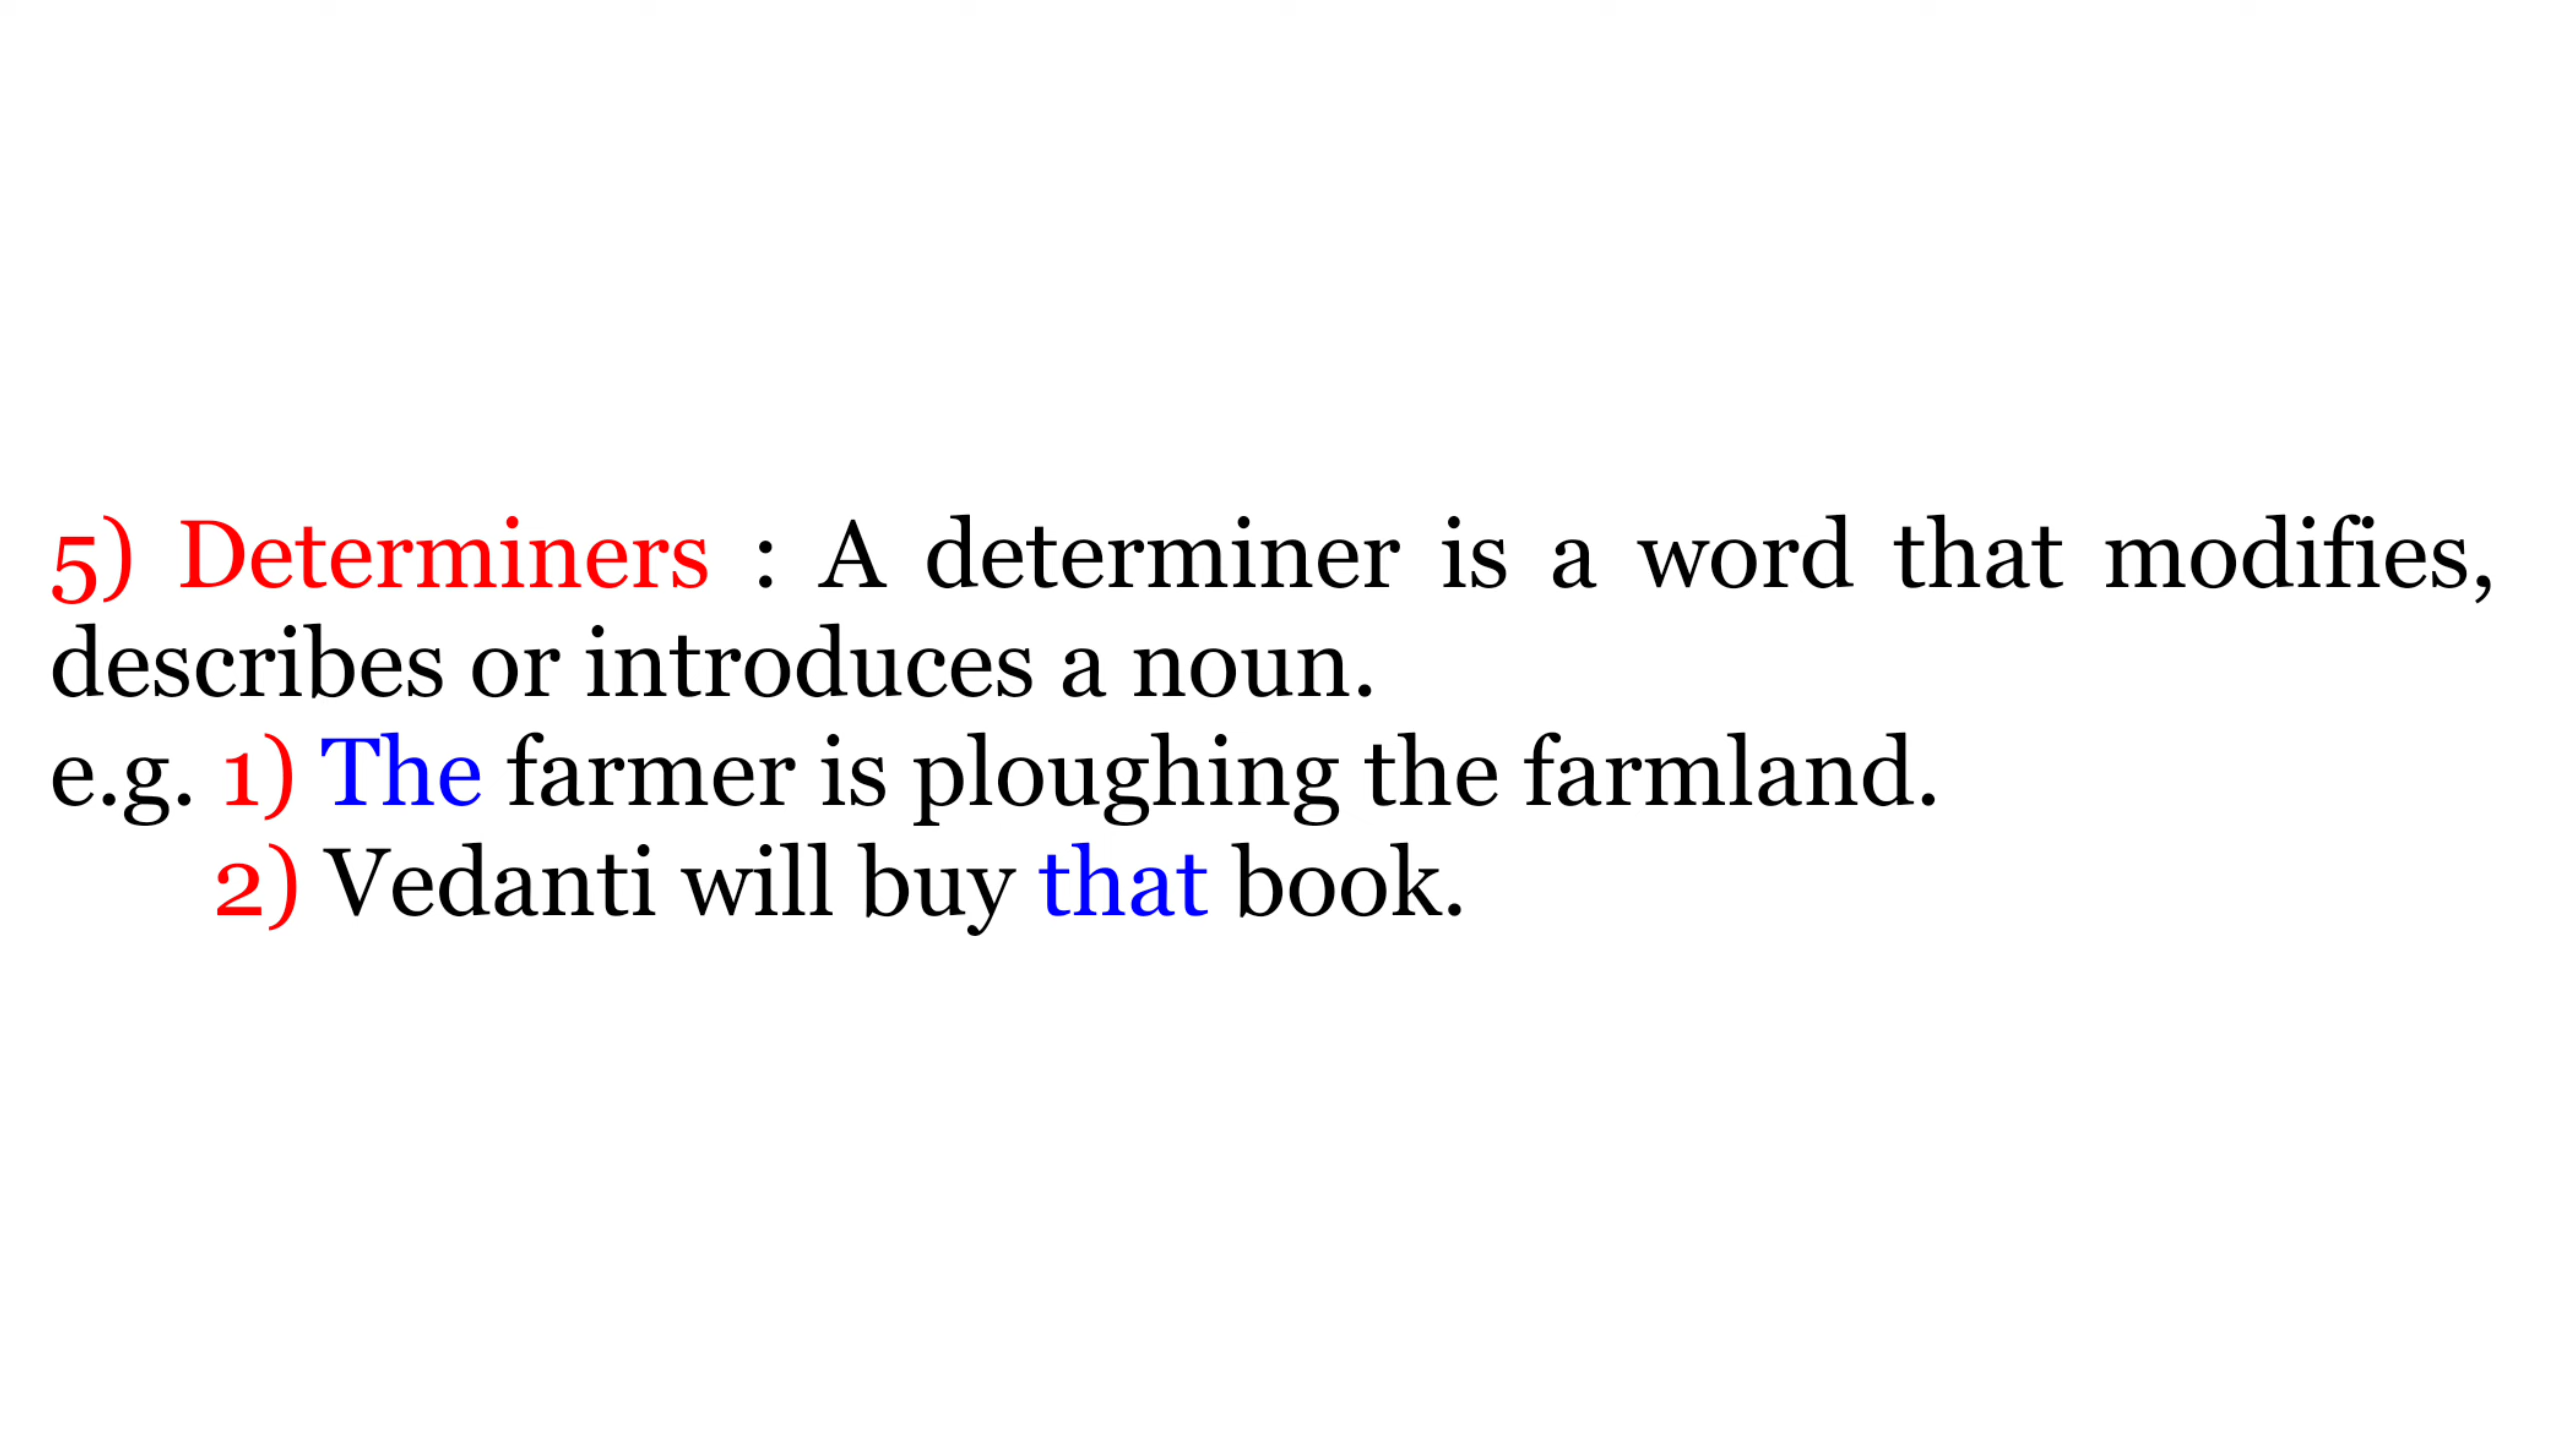 5) Determiners : A determiner is a word that modifies,
describes or introduces a noun.
e.g. 1) The farmer is ploughing the farmland.
2) Vedanti will buy that book.